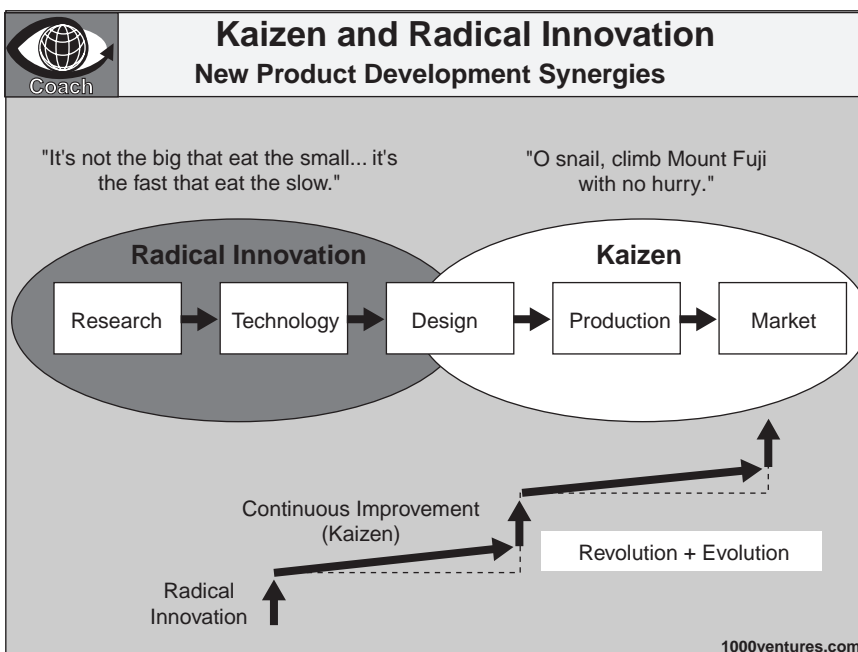 Coach
Kaizen and Radical Innovation
New Product Development Synergies
"It's not the big that eat the small... it's
the fast that eat the slow."
"O snail, climb Mount Fuji
with no hurry."
Radical Innovation
Kaizen
Research
Technology
Design
Production
Market
Continuous Improvement
(Kaizen)
Revolution + Evolution
Radical
Innovation
1000ventures.com